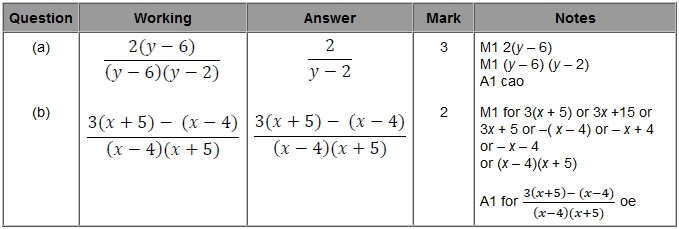 Question Working Answer Mark Notes
(a) 2(y – 6) / (y – 6)(y – 2) 2 / y – 2 3 M1 2(y – 6)
M1 (y – 6) (y – 2)
A1 cao
(b) 3(x + 5) – (x – 4) / (x – 4)(x + 5) 3(x + 5) – (x – 4) / (x – 4)(x + 5) 2 M1 for 3(x + 5) or 3x +15 or
3x + 5 or –( x – 4) or – x + 4
or – x – 4
or (x – 4)(x + 5)
A1 for 3(x+5)– (x–4) / (x–4)(x+5) oe